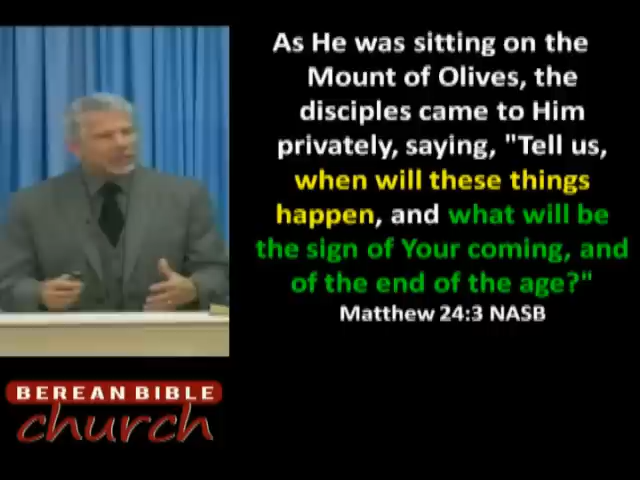 As He was sitting on the
Mount of Olives, the
disciples came to Him
privately, saying, "Tell us,
when will these things
happen, and what will be
the sign of Your coming, and
of the end of the age?"
Matthew 24:3 NASB
BEREAN BIBLE
church